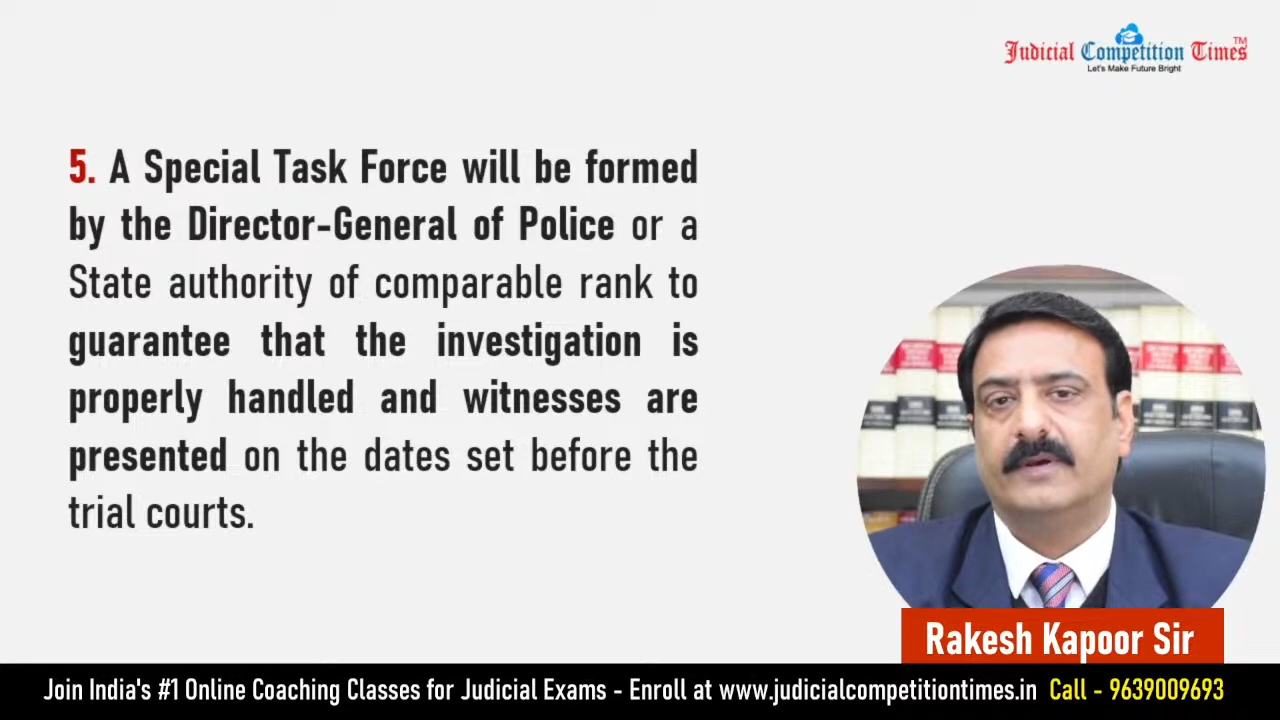 Judicial Competition Times TM
Let's Make Future Bright
5. A Special Task Force will be formed
by the Director-General of Police or a
State authority of comparable rank to
guarantee that the investigation is
properly handled and witnesses are
presented on the dates set before the
trial courts.
Rakesh Kapoor Sir
Join India's #1 Online Coaching Classes for Judicial Exams - Enroll at www.judicialcompetitiontimes.in Call - 9639009693